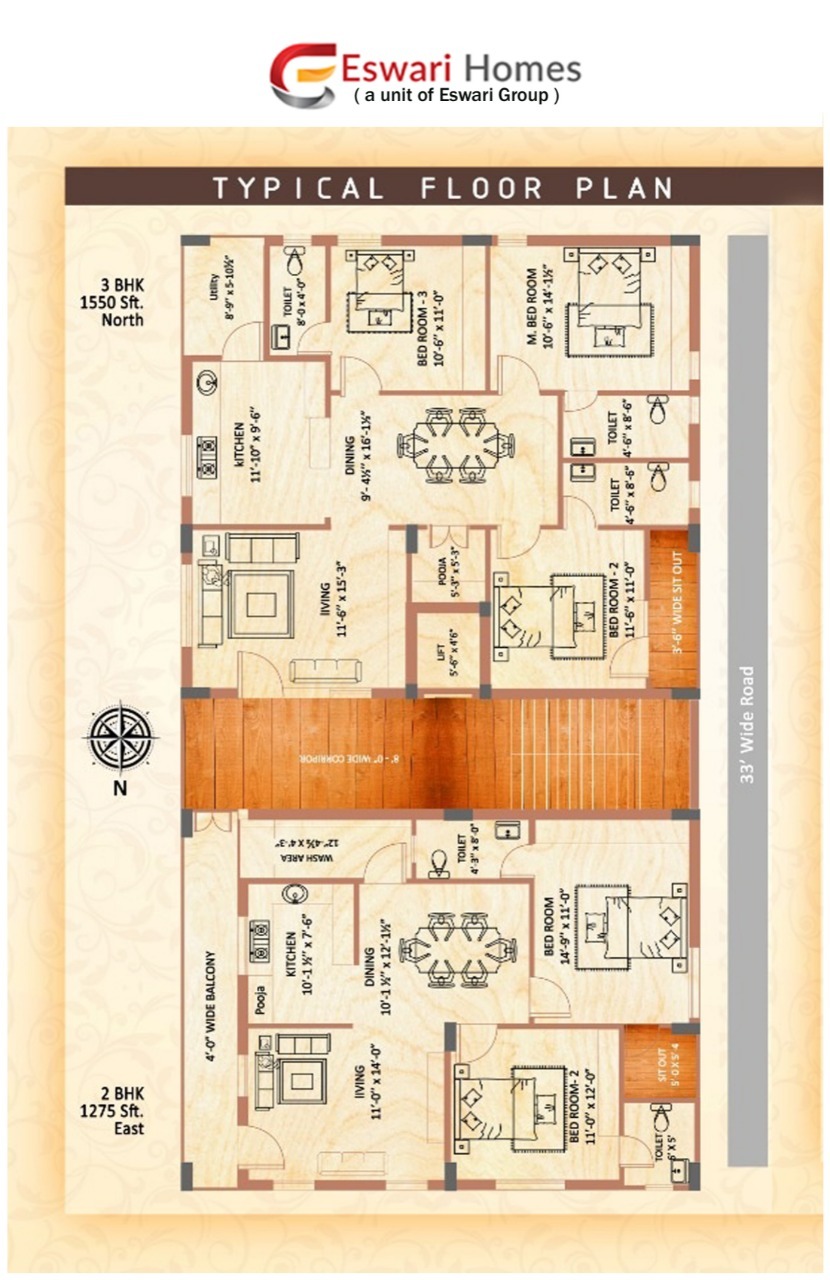 Eswari Homes
( a unit of Eswari Group )
TYPICAL FLOOR PLAN
3 BHK
1550 Sft.
North
Utility
8'-9" x 5-10½"
TOILET
8'-0 x 4'-0"
BED ROOM - 3
10'-6" x 11'-0"
M. BED ROOM
10'-6" x 14'-1½"
kITCHEN
11'-10" x 9'-6"
DINING
9'- 4½" x 16'-1½"
TOILET
4'-6" x 8'-6"
TOILET
4'-6" x 8'-6"
lIVING
11'-6" x 15'-3"
POOJA
5'-3" x 5'-3"
LIFT
5'-6" x 4'6"
BED ROOM - 2
11'-6" x 11'-0"
3'-6" WIDE SIT OUT
N
8' - 0" WIDE CORRIPOR
33' Wide Road
WASH AREA
12"-4½ X 4'-3"
TOILET
4'-3" x 8'-0"
4'-0" WIDE BALCONY
KITCHEN
10'-1 ½" x 7'-6"
Pooja
DINING
10'-1 ½" x 12'-1½"
BED ROOM
14'-9" x 11'-0"
2 BHK
1275 Sft.
East
lIVING
11'-0" x 14'-0"
BED ROOM- 2
11'-0" x 12'-0"
SIT OUT
5' 0 X 5' 4
TOILET
6' X 5'